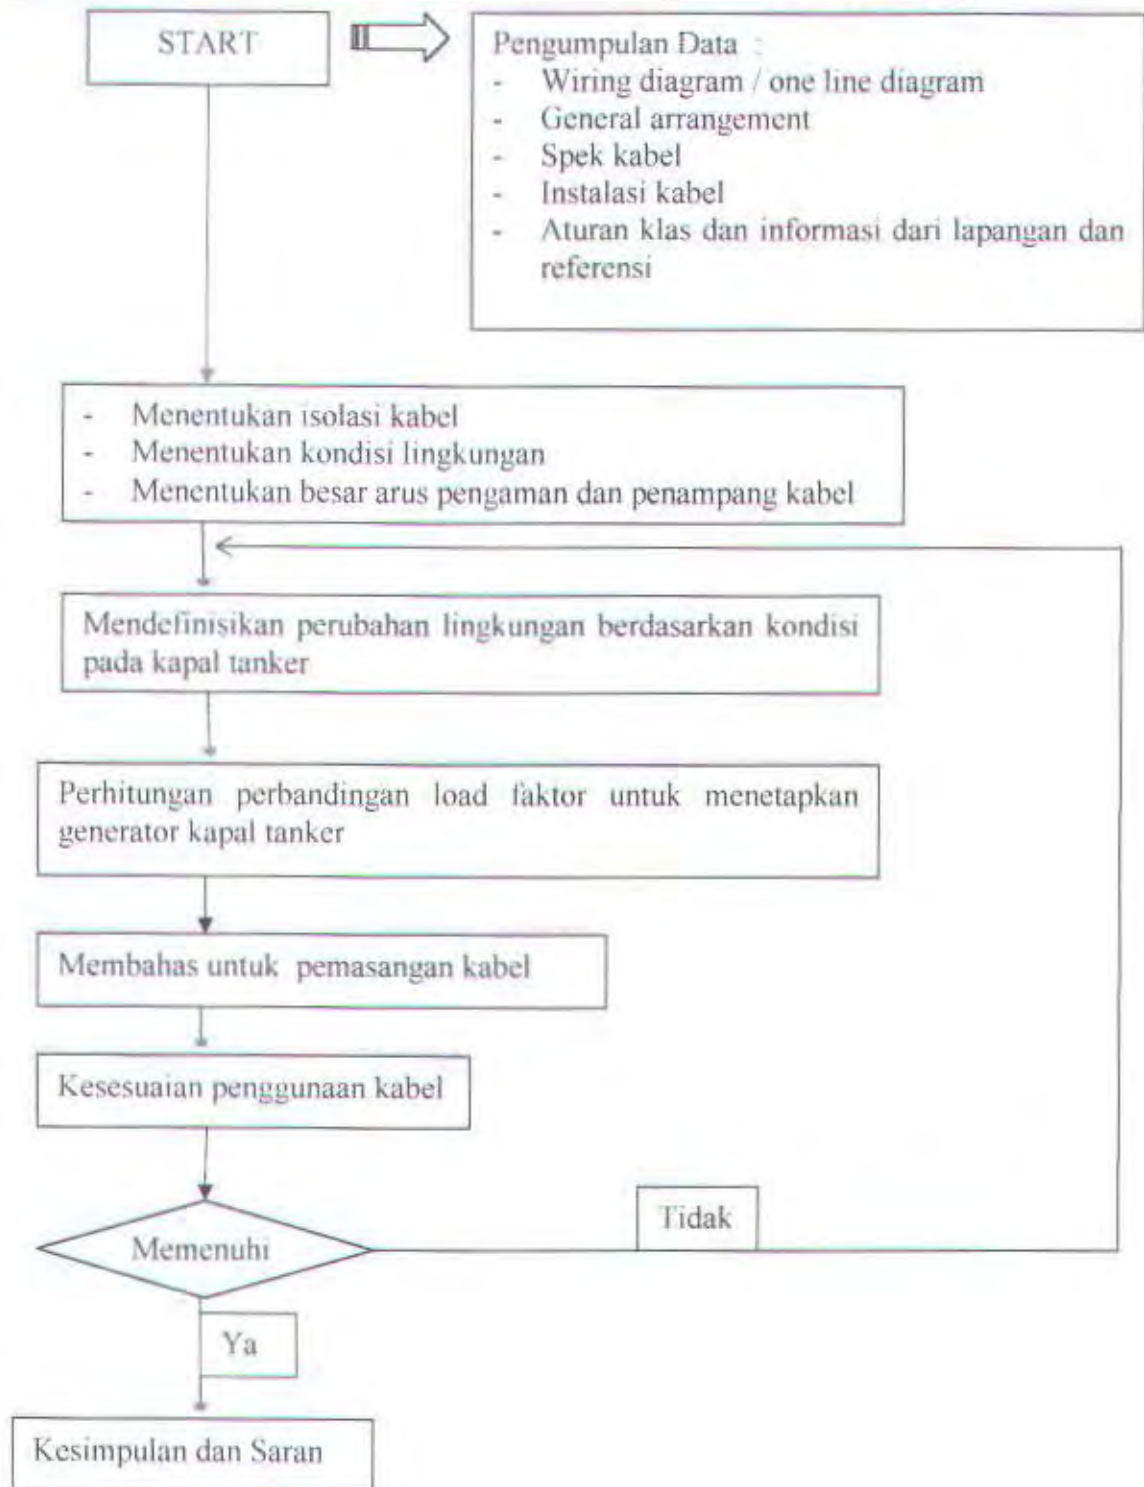 START
Pengumpulan Data :
- Wiring diagram / one line diagram
- General arrangement
- Spek kabel
- Instalasi kabel
- Aturan klas dan informasi dari lapangan dan
referensi
- Menentukan isolasi kabel
- Menentukan kondisi lingkungan
- Menentukan besar arus pengaman dan penampang kabel
Mendefinisikan perubahan lingkungan berdasarkan kondisi
pada kapal tanker
Perhitungan perbandingan load faktor untuk menetapkan
generator kapal tanker
Membahas untuk pemasangan kabel
Kesesuaian penggunaan kabel
Memenuhi
Tidak
Ya
Kesimpulan dan Saran